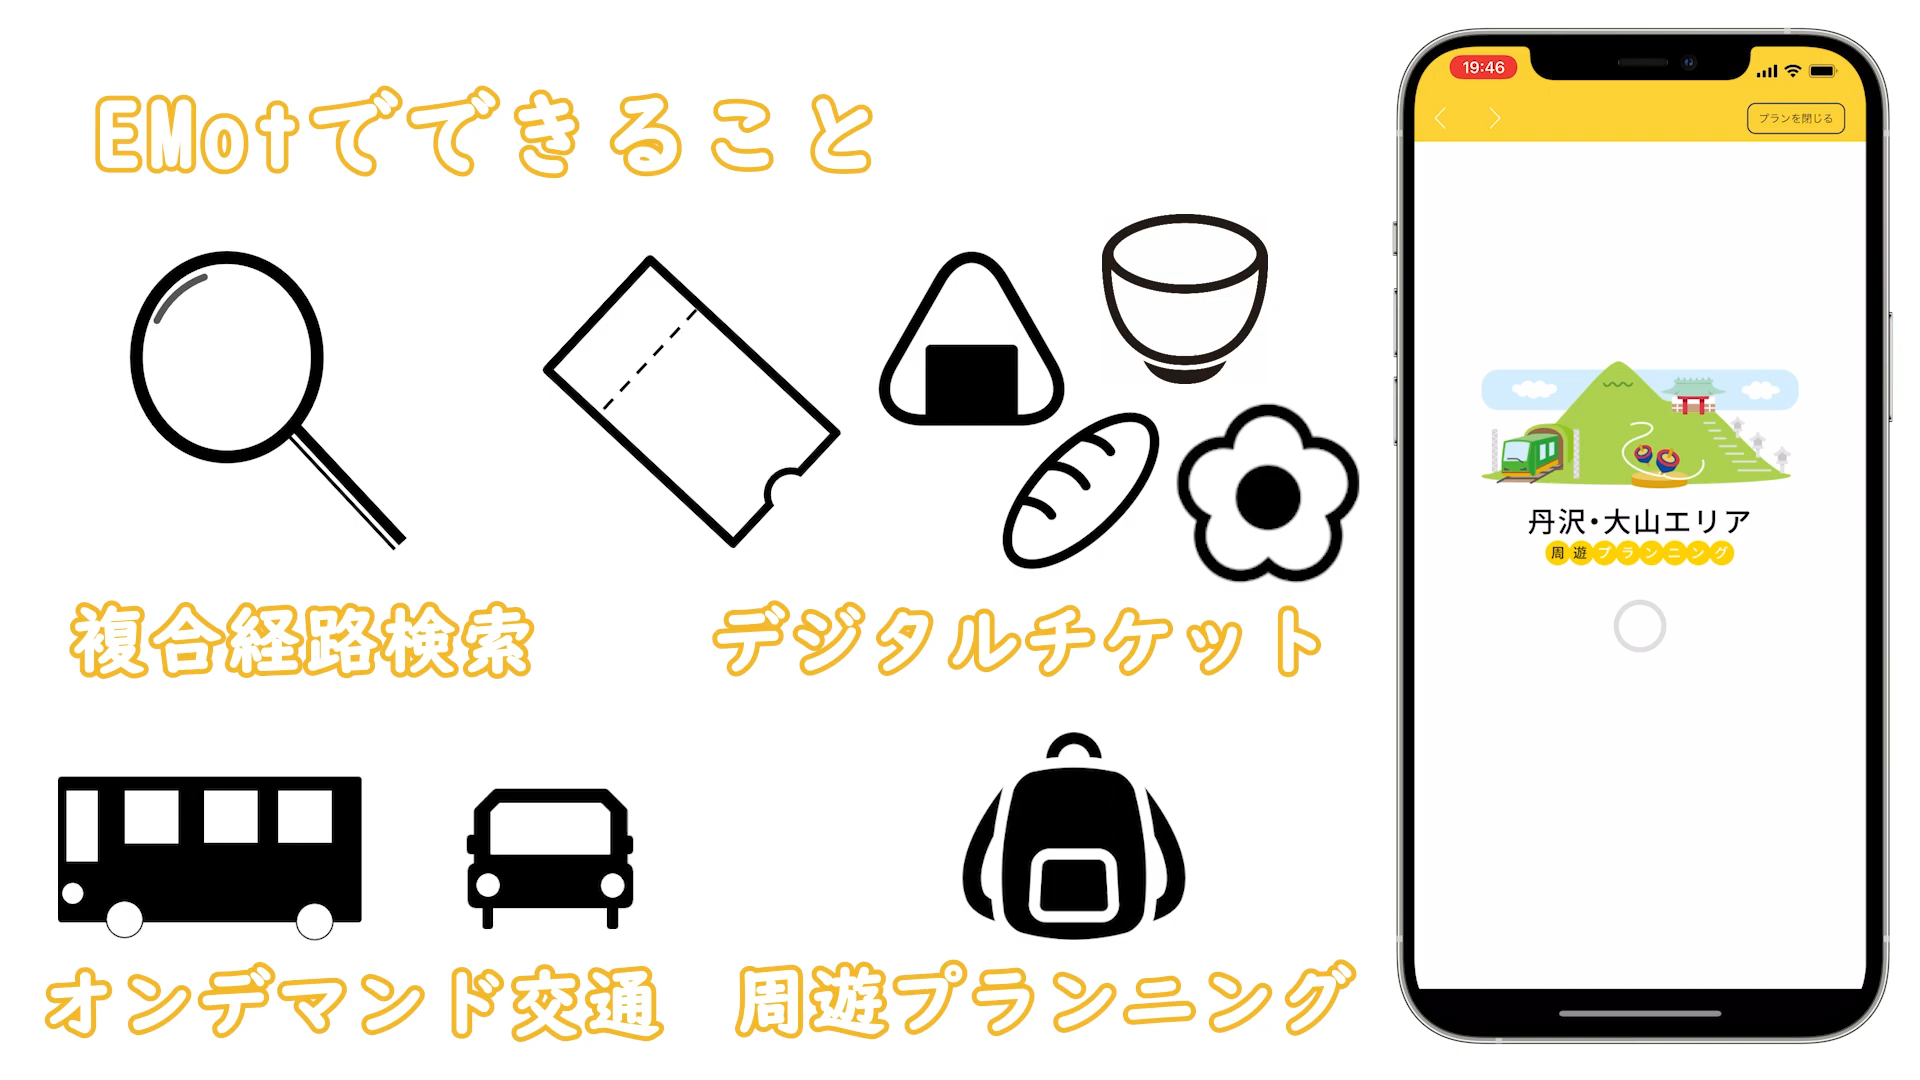 EMotでできること
複合経路検索
デジタルチケット
オンデマンド交通
周遊プランニング
19:46
プランを閉じる
丹沢・大山エリア
周遊プランニング